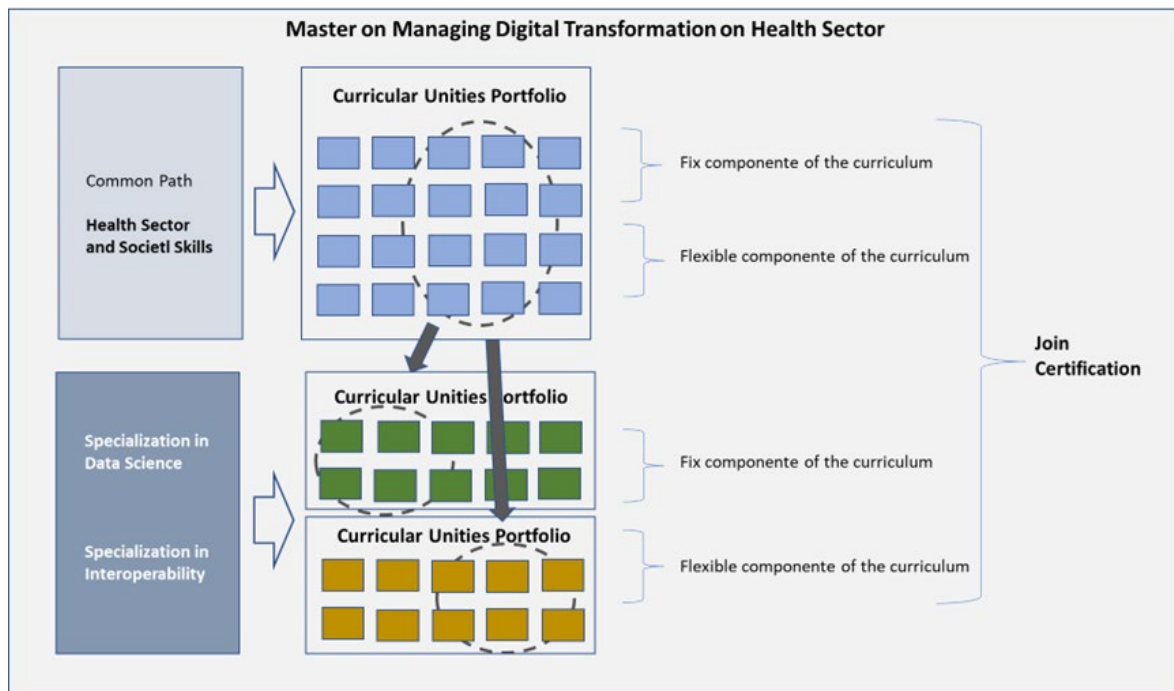 Master on Managing Digital Transformation on Health Sector
Common Path
Health Sector
and Societl Skills
Curricular Unities Portfolio
Fix componente of the curriculum
Flexible componente of the curriculum
Join
Certification
Specialization in
Data Science
Specialization in
Interoperability
Curricular Unities Portfolio
Fix componente of the curriculum
Curricular Unities Portfolio
Flexible componente of the curriculum